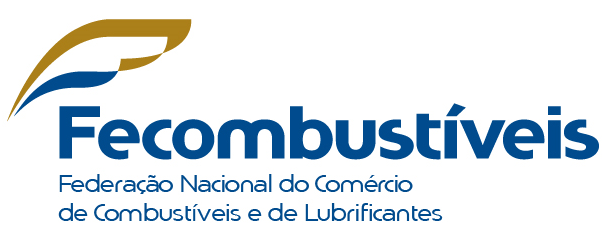 Fecombustíveis
Federação Nacional do Comércio
de Combustíveis e de Lubrificantes